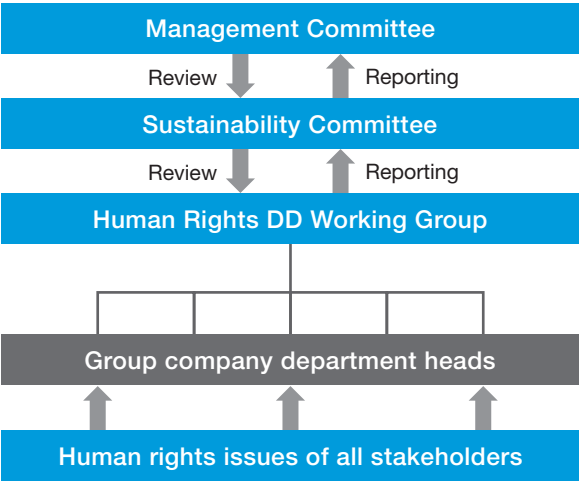 Management Committee
Review
Reporting
Sustainability Committee
Review
Reporting
Human Rights DD Working Group
Group company department heads
Human rights issues of all stakeholders